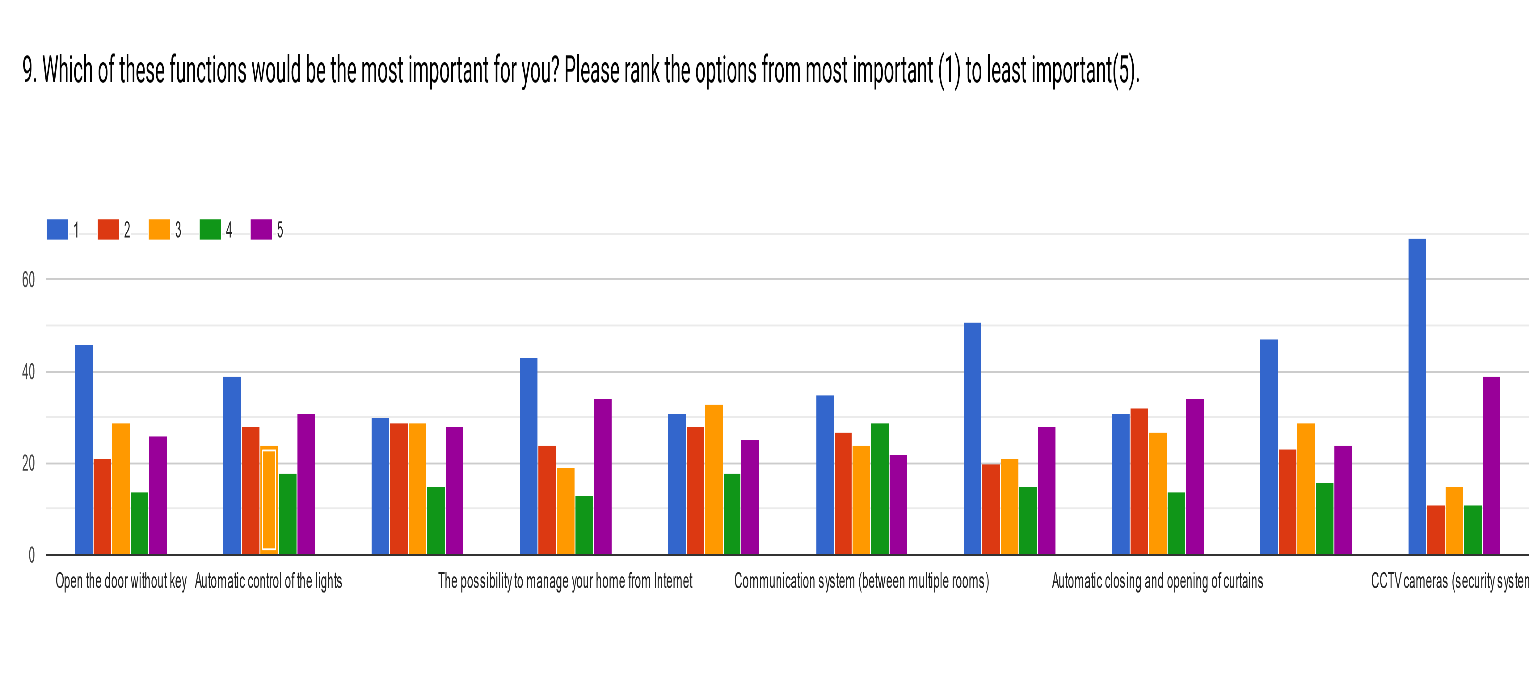 9. Which of these functions would be the most important for you? Please rank the options from most important (1) to least important(5).
1 2 3 4 5
60
40
20
0
Open the door without key Automatic control of the lights The possibility to manage your home from Internet Communication system (between multiple rooms) Automatic closing and opening of curtains CCTV cameras (security system